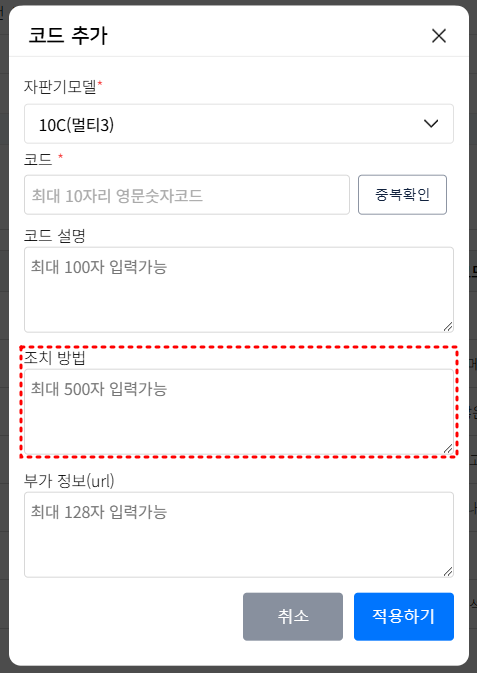 코드 추가
자판기모델*
10C(멀티3)
코드 *
최대 10자리 영문숫자코드
중복확인
코드 설명
최대 100자 입력가능
조치 방법
최대 500자 입력가능
부가 정보(url)
최대 128자 입력가능
취소
적용하기